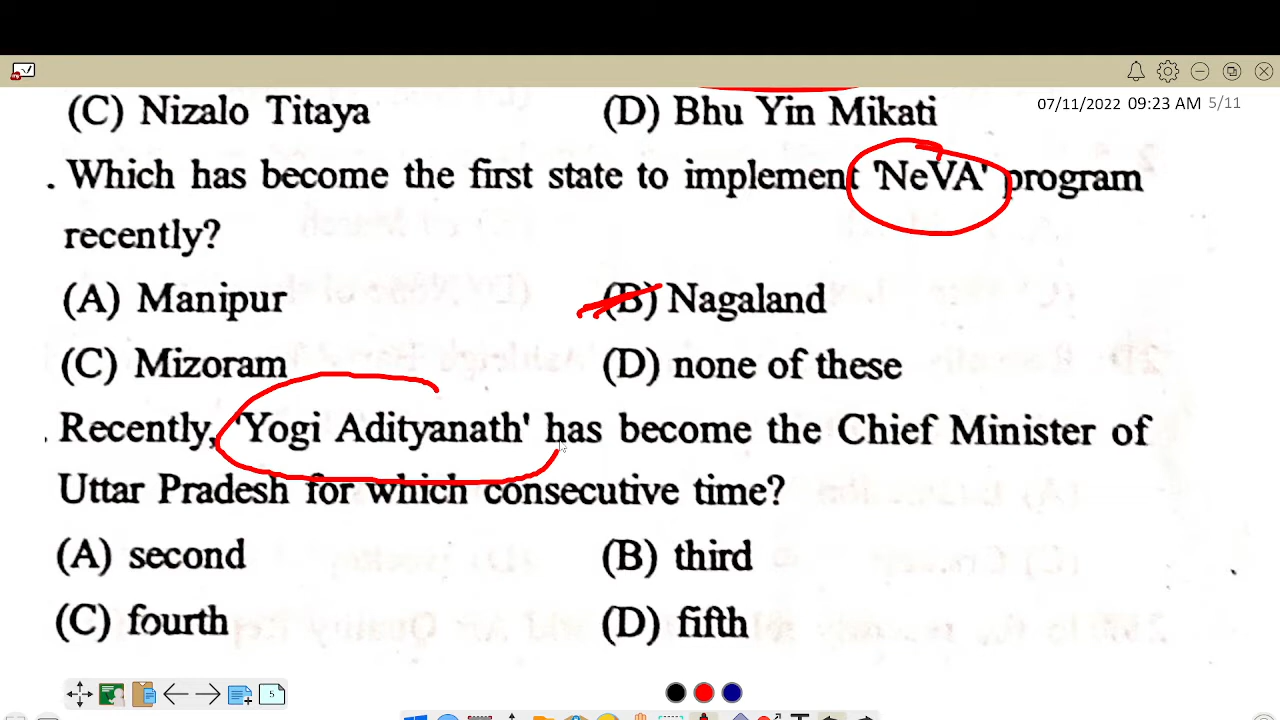 07/11/2022 09:23 AM 5/11
(C) Nizalo Titaya (D) Bhu Yin Mikati
. Which has become the first state to implement 'NeVA' program
recently?
(A) Manipur (B) Nagaland
(C) Mizoram (D) none of these
. Recently, 'Yogi Adityanath' has become the Chief Minister of
Uttar Pradesh for which consecutive time?
(A) second (B) third
(C) fourth (D) fifth
5